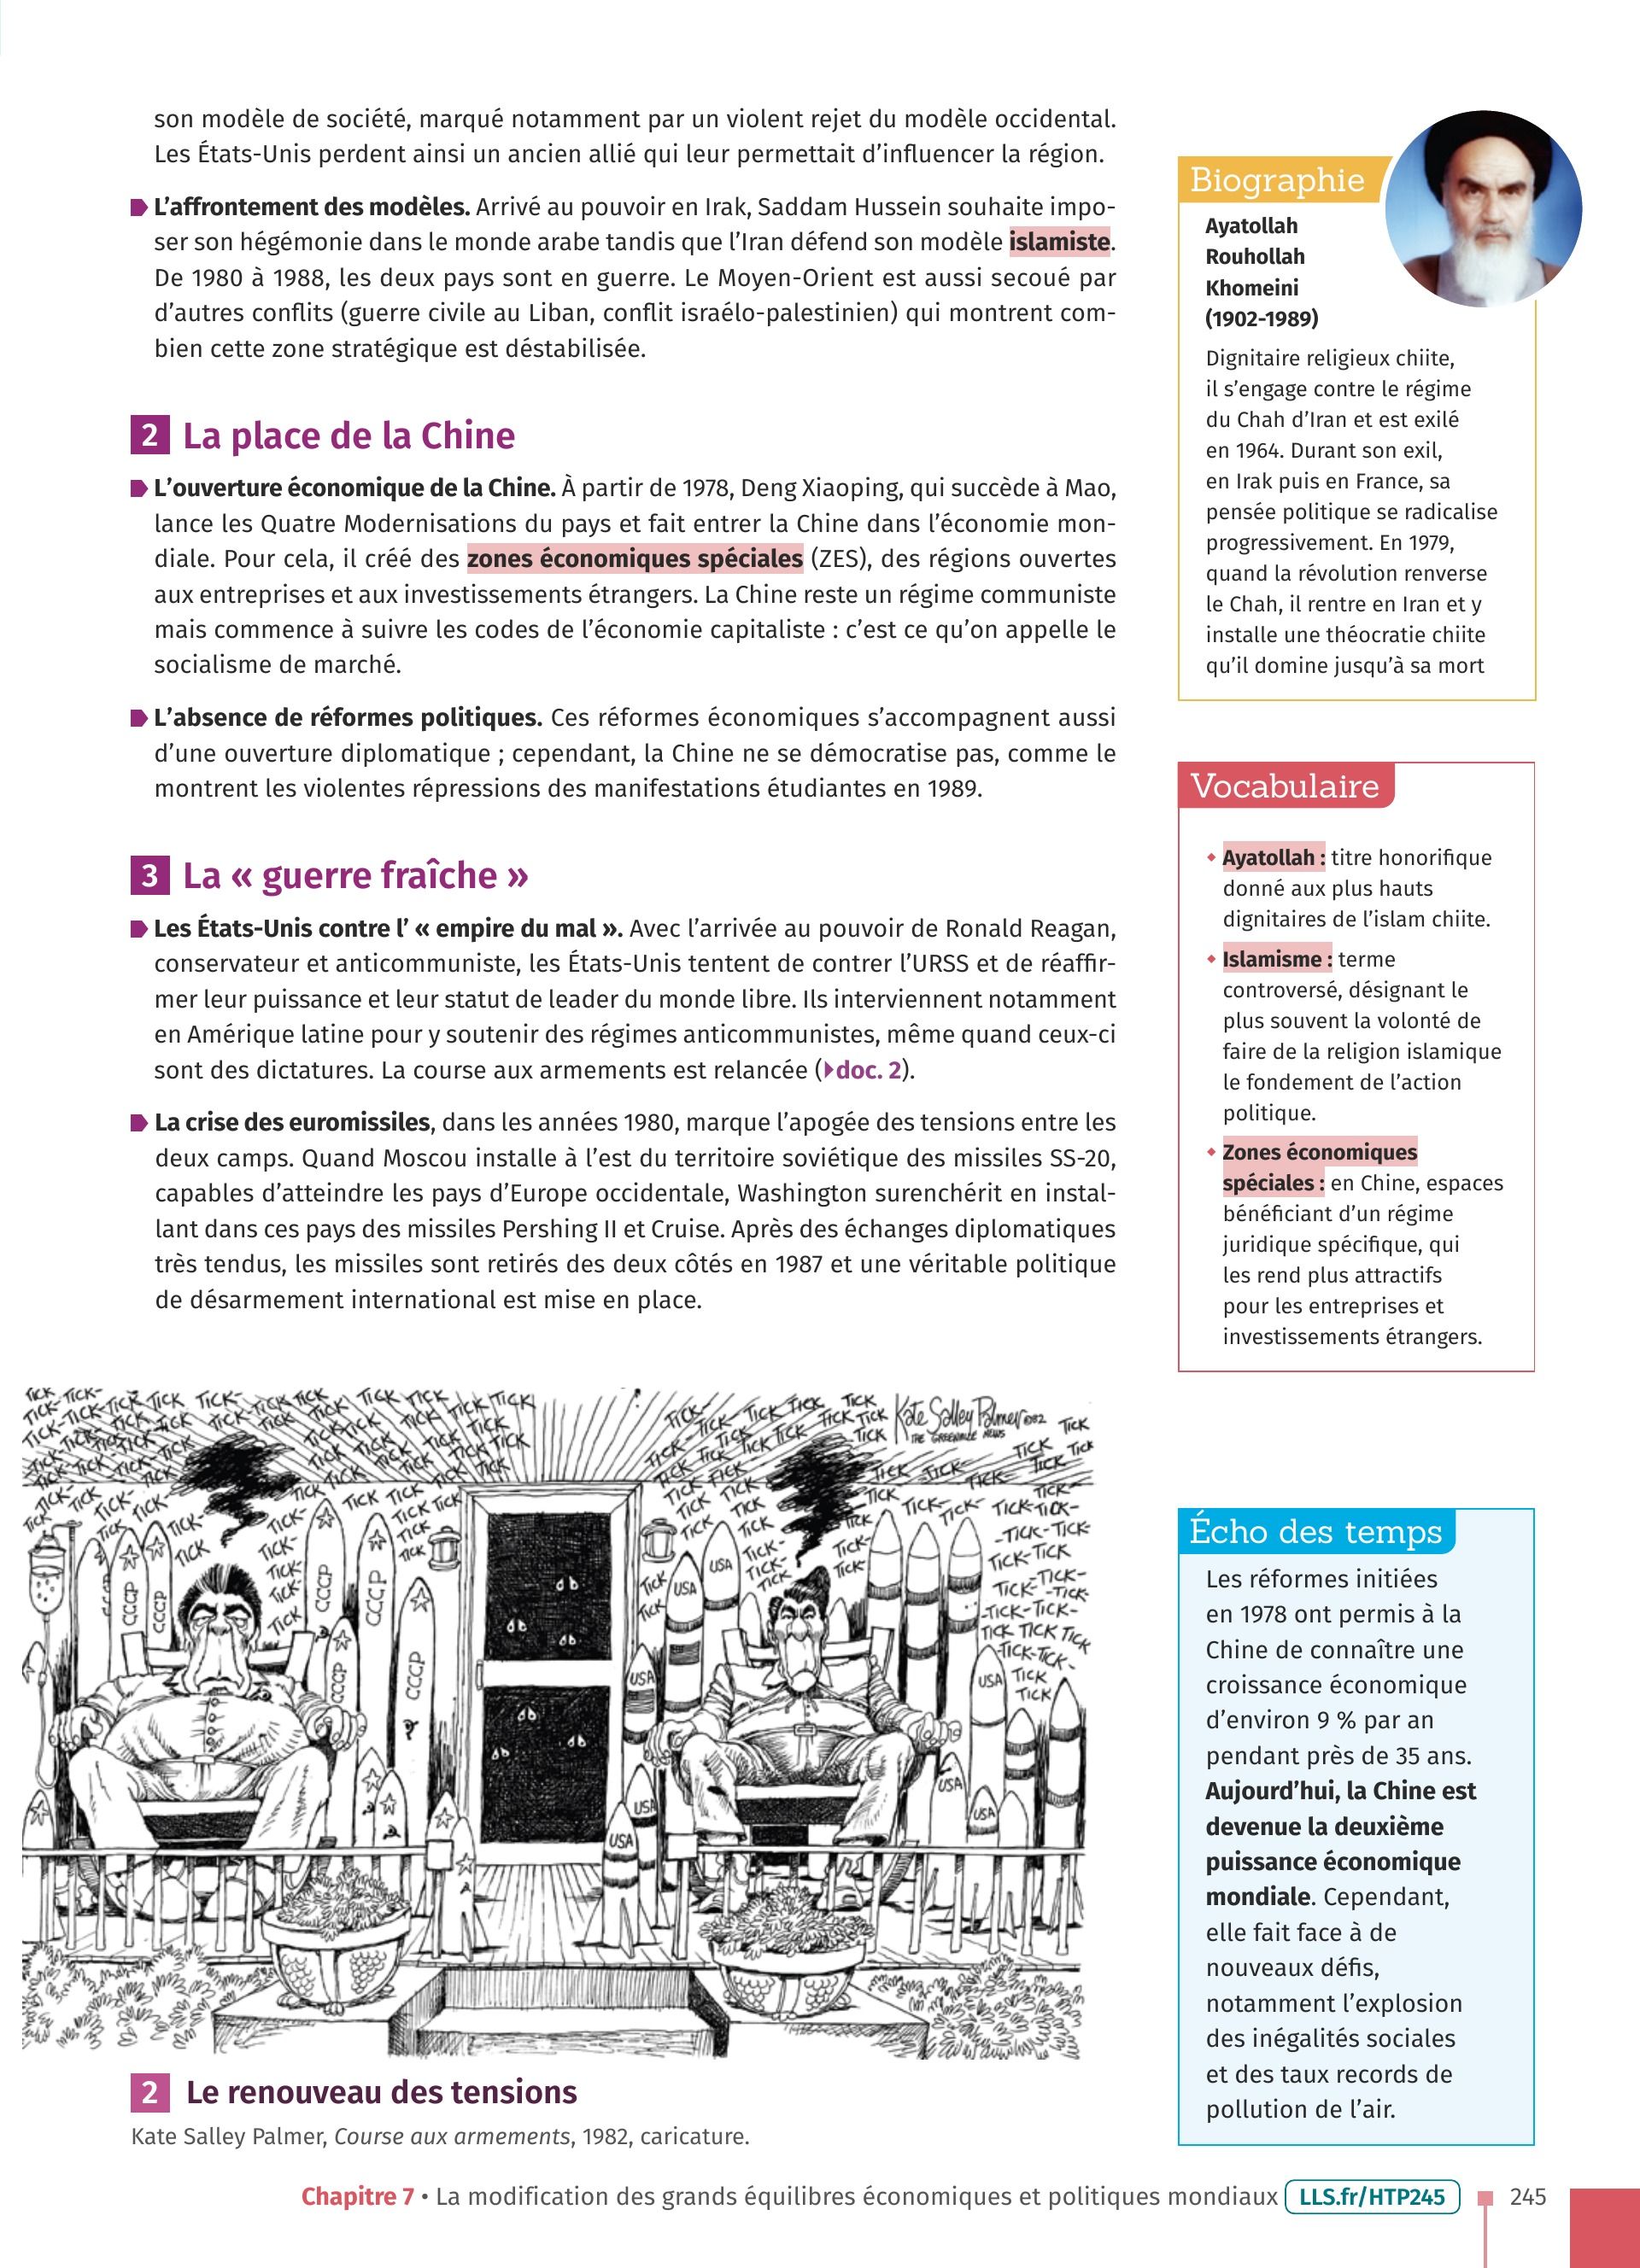 son modèle de société, marqué notamment par un violent rejet du modèle occidental.
Les États-Unis perdent ainsi un ancien allié qui leur permettait d’influencer la région.
L’affrontement des modèles. Arrivé au pouvoir en Irak, Saddam Hussein souhaite impo-
ser son hégémonie dans le monde arabe tandis que l’Iran défend son modèle islamiste.
De 1980 à 1988, les deux pays sont en guerre. Le Moyen-Orient est aussi secoué par
d’autres conflits (guerre civile au Liban, conflit israélo-palestinien) qui montrent com-
bien cette zone stratégique est déstabilisée.
2 La place de la Chine
L’ouverture économique de la Chine. À partir de 1978, Deng Xiaoping, qui succède à Mao,
lance les Quatre Modernisations du pays et fait entrer la Chine dans l’économie mon-
diale. Pour cela, il créé des zones économiques spéciales (ZES), des régions ouvertes
aux entreprises et aux investissements étrangers. La Chine reste un régime communiste
mais commence à suivre les codes de l’économie capitaliste : c’est ce qu’on appelle le
socialisme de marché.
L’absence de réformes politiques. Ces réformes économiques s’accompagnent aussi
d’une ouverture diplomatique ; cependant, la Chine ne se démocratise pas, comme le
montrent les violentes répressions des manifestations étudiantes en 1989.
3 La « guerre fraîche »
Les États-Unis contre l’ « empire du mal ». Avec l’arrivée au pouvoir de Ronald Reagan,
conservateur et anticommuniste, les États-Unis tentent de contrer l’URSS et de réaffir-
mer leur puissance et leur statut de leader du monde libre. Ils interviennent notamment
en Amérique latine pour y soutenir des régimes anticommunistes, même quand ceux-ci
sont des dictatures. La course aux armements est relancée (doc. 2).
La crise des euromissiles, dans les années 1980, marque l’apogée des tensions entre les
deux camps. Quand Moscou installe à l’est du territoire soviétique des missiles SS-20,
capables d’atteindre les pays d’Europe occidentale, Washington surenchérit en instal-
lant dans ces pays des missiles Pershing II et Cruise. Après des échanges diplomatiques
très tendus, les missiles sont retirés des deux côtés en 1987 et une véritable politique
de désarmement international est mise en place.
Biographie
Ayatollah
Rouhollah
Khomeini
(1902-1989)
Dignitaire religieux chiite,
il s’engage contre le régime
du Chah d’Iran et est exilé
en 1964. Durant son exil,
en Irak puis en France, sa
pensée politique se radicalise
progressivement. En 1979,
quand la révolution renverse
le Chah, il rentre en Iran et y
installe une théocratie chiite
qu’il domine jusqu’à sa mort
Vocabulaire
Ayatollah : titre honorifique
donné aux plus hauts
dignitaires de l’islam chiite.
Islamisme : terme
controversé, désignant le
plus souvent la volonté de
faire de la religion islamique
le fondement de l’action
politique.
Zones économiques
spéciales : en Chine, espaces
bénéficiant d’un régime
juridique spécifique, qui
les rend plus attractifs
pour les entreprises et
investissements étrangers.
Écho des temps
Les réformes initiées
en 1978 ont permis à la
Chine de connaître une
croissance économique
d’environ 9 % par an
pendant près de 35 ans.
Aujourd’hui, la Chine est
devenue la deuxième
puissance économique
mondiale. Cependant,
elle fait face à de
nouveaux défis,
notamment l’explosion
des inégalités sociales
et des taux records de
pollution de l’air.
TICK TICK TICK TICK
Kate Salley Palmer ©82
THE GREENVILLE NEWS
CCCP
CCCP
CCCP
CCCP
CCCP
CCCP
USA
USA
USA
USA
USA
USA
USA
USA
2 Le renouveau des tensions
Kate Salley Palmer, Course aux armements, 1982, caricature.
Chapitre 7 • La modification des grands équilibres économiques et politiques mondiaux LLS.fr/HTP245 245